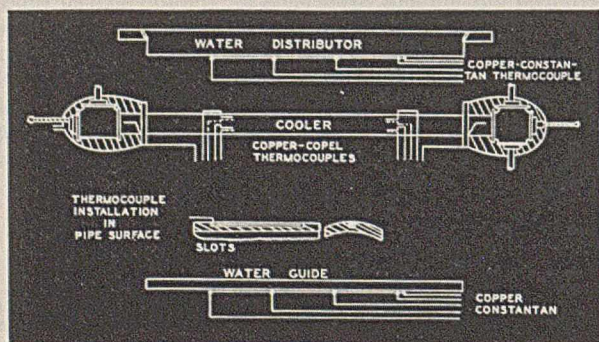 WATER DISTRIBUTOR
COPPER-CONSTAN-
TAN THERMOCOUPLE
COOLER
COPPER-COPEL
THERMOCOUPLES
THERMOCOUPLE
INSTALLATION
IN
PIPE SURFACE
SLOTS
WATER GUIDE
COPPER
CONSTANTAN